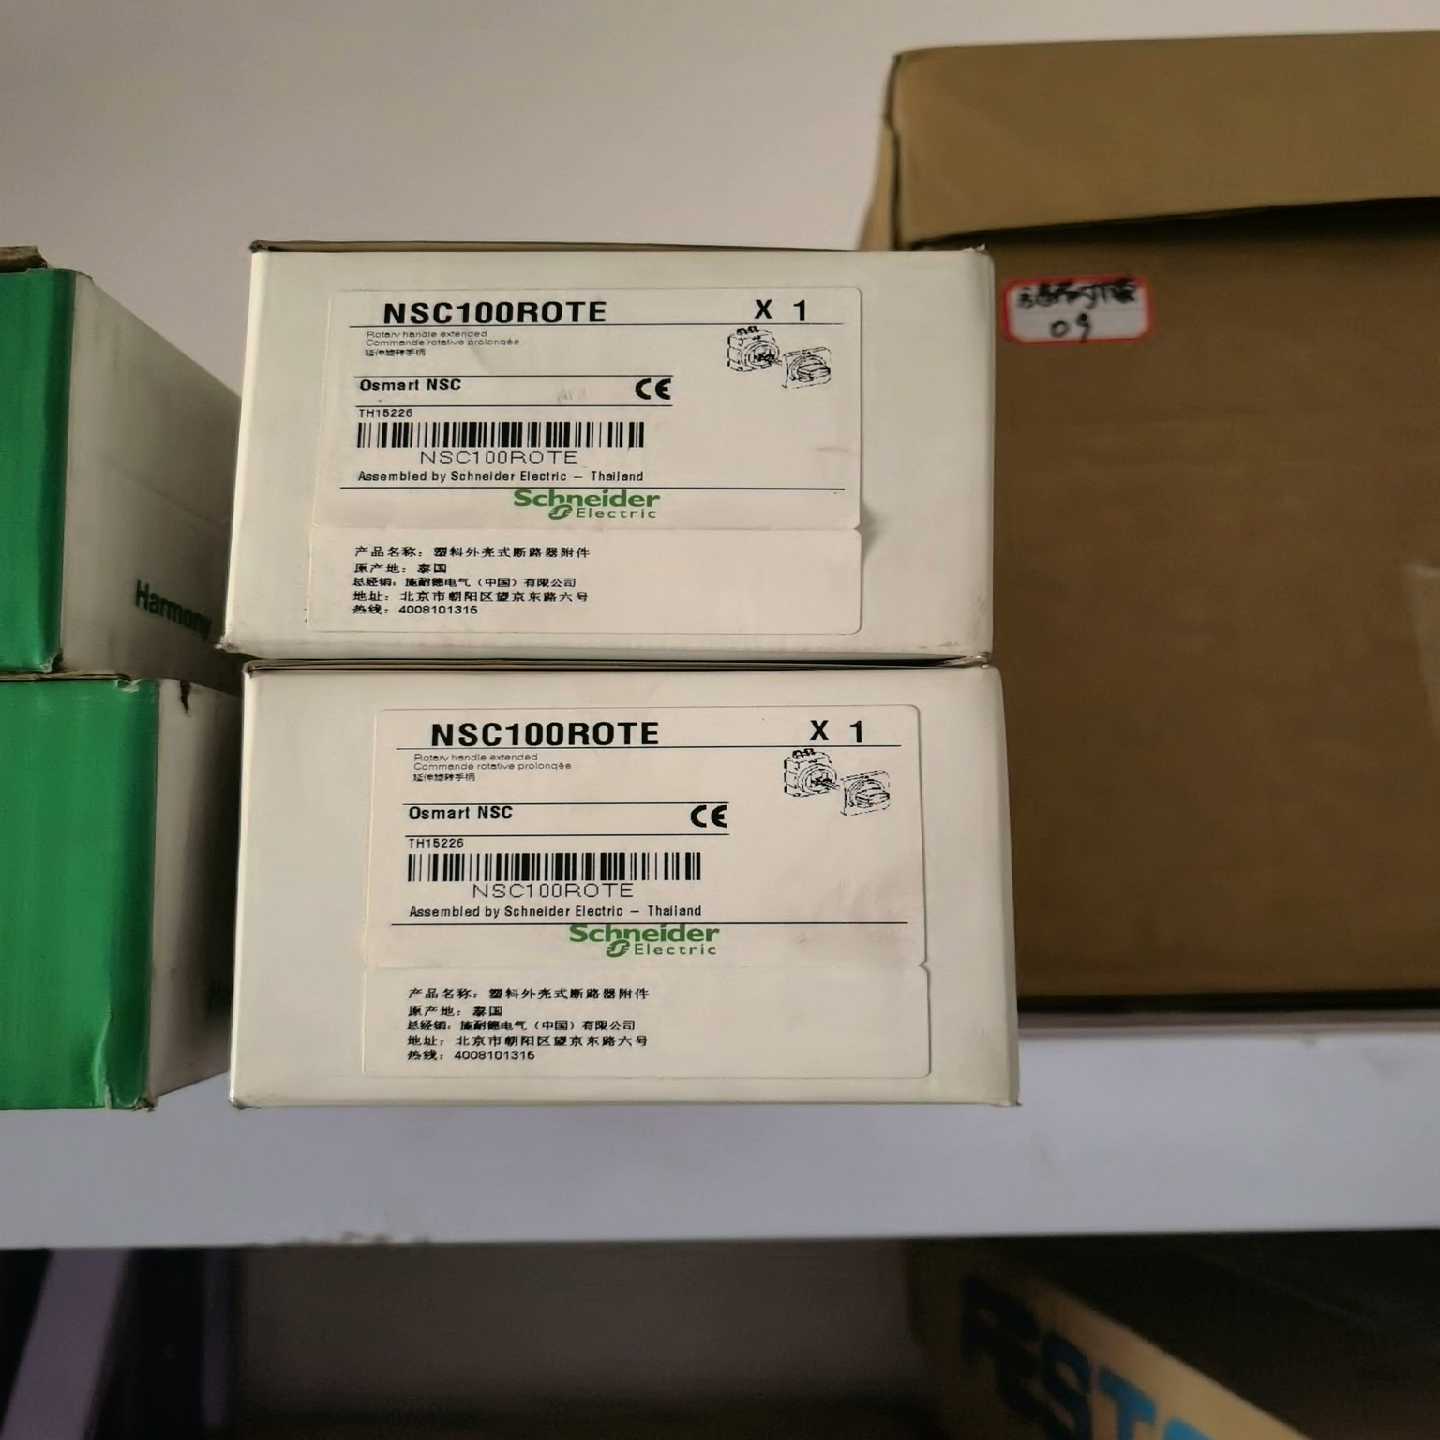 NSC100ROTE X 1
Rotary handle extended
Commande rotative prolongée
延伸旋转手柄
Osmart NSC CE
TH15226
NSC100ROTE
Assembled by Schneider Electric – Thailand
Schneider
Electric
产品名称：塑料外壳式断路器附件
原产地：泰国
总经销：施耐德电气（中国）有限公司
地址：北京市朝阳区望京东路六号
热线：4008101315
NSC100ROTE X 1
Rotary handle extended
Commande rotative prolongée
延伸旋转手柄
Osmart NSC CE
TH15226
NSC100ROTE
Assembled by Schneider Electric – Thailand
Schneider
Electric
产品名称：塑料外壳式断路器附件
原产地：泰国
总经销：施耐德电气（中国）有限公司
地址：北京市朝阳区望京东路六号
热线：4008101315
Harmony
09